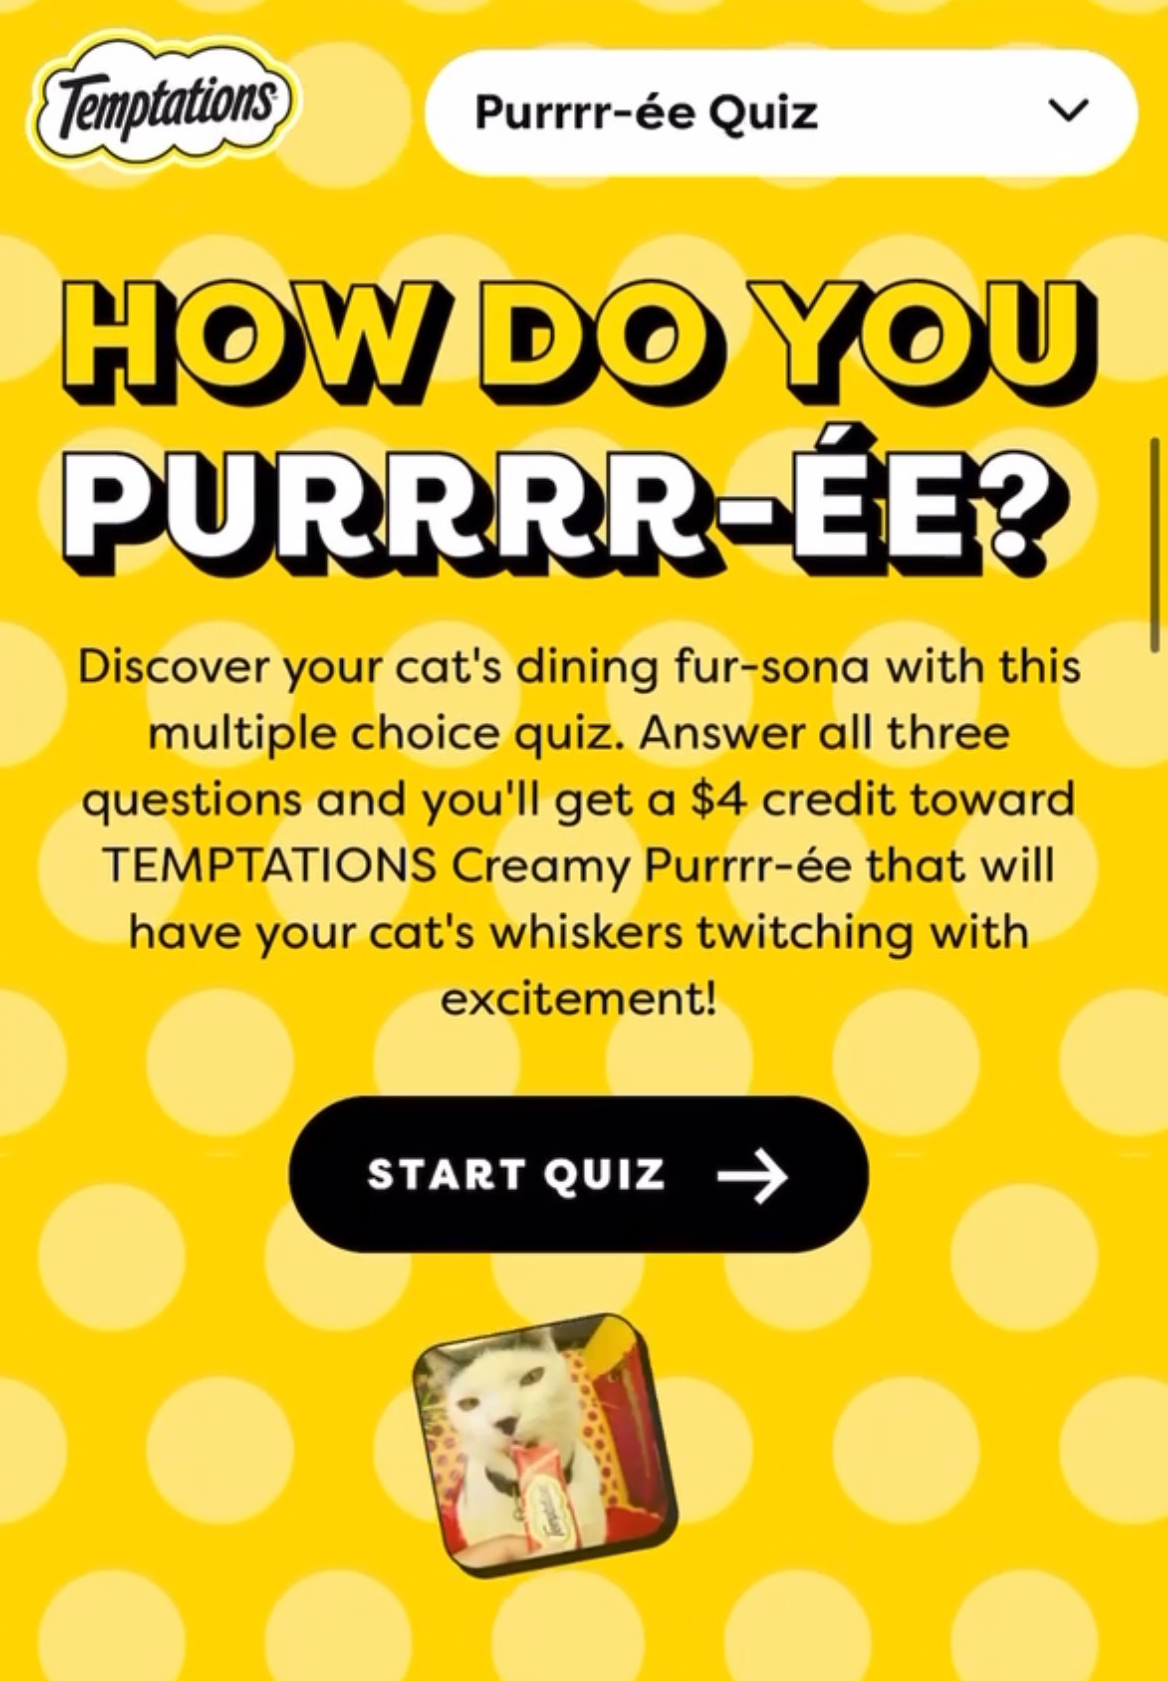 Temptations
Purrrr-ée Quiz
HOW DO YOU
PURRRR-ÉE?
Discover your cat's dining fur-sona with this
multiple choice quiz. Answer all three
questions and you'll get a $4 credit toward
TEMPTATIONS Creamy Purrrr-ée that will
have your cat's whiskers twitching with
excitement!
START QUIZ
Temptations